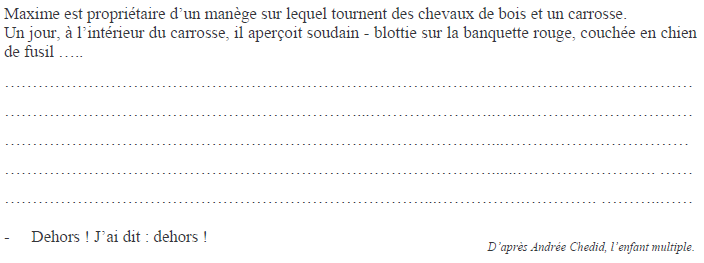 Maxime est propriétaire d'un manège sur lequel tournent des chevaux de bois et un carrosse.
Un jour, à l'intérieur du carrosse, il aperçoit soudain - blottie sur la banquette rouge, couchée en chien
de fusil …..
……………………………………………………………………………………………………………
………………………………………………………..………………………..…………………………
……………………………………………………………………………..……………………………
…………………………………………………………………………………………………… ……
…………………………………………………………………..……………………… ………..……
- Dehors ! J'ai dit : dehors !
D'après Andrée Chedid, l'enfant multiple.